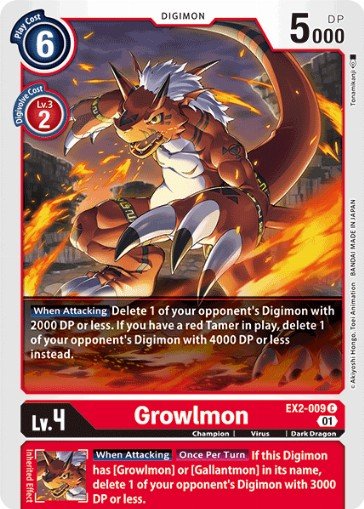 Play Cost
6
DIGIMON
DP
5000
Digivolve Cost
Lv.3
2
Tonamikanji
© Akiyoshi Hongo, Toei Animation BANDAI MADE IN JAPAN
When Attacking Delete 1 of your opponent's Digimon with
2000 DP or less. If you have a red Tamer in play, delete 1
of your opponent's Digimon with 4000 DP or less
instead.
Lv.4
Growlmon
EX2-009 C
01
Champion | Virus | Dark Dragon
Inherited Effect
When Attacking Once Per Turn If this Digimon
has [Growlmon] or [Gallantmon] in its name,
delete 1 of your opponent's Digimon with 3000
DP or less.